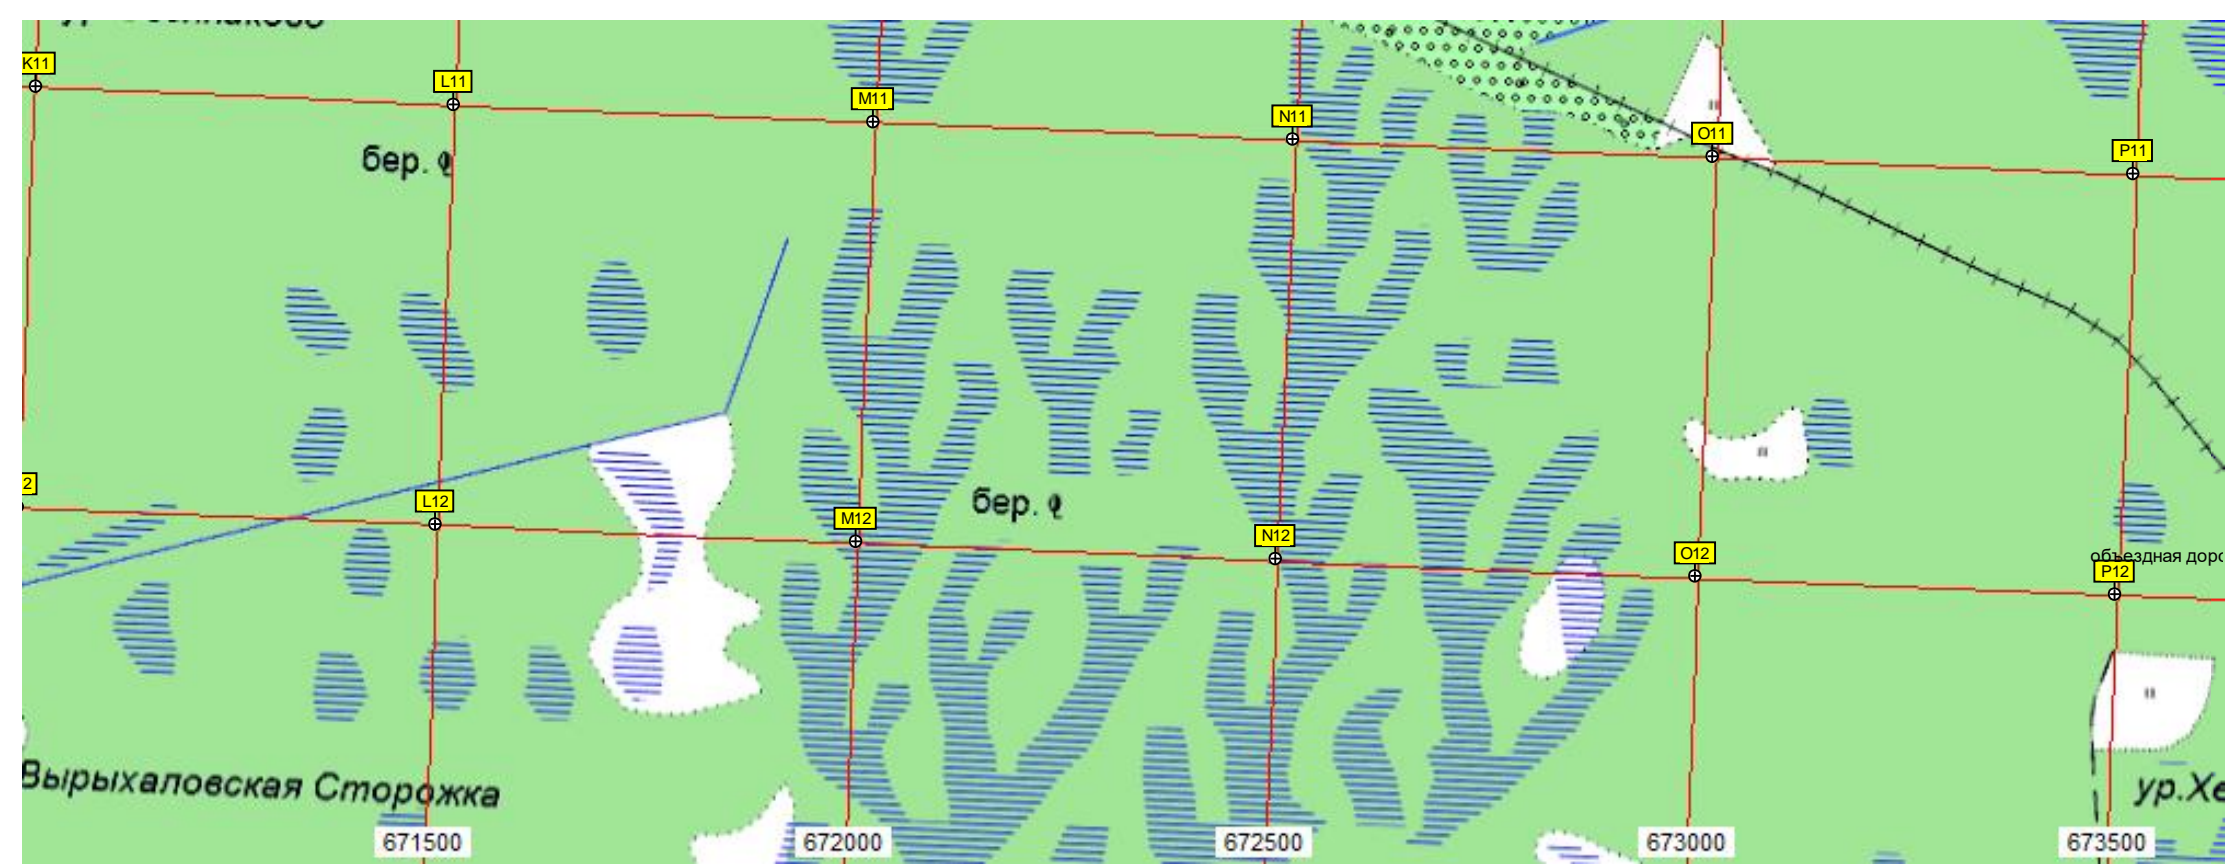 K11
L11
M11
N11
O11
P11
бер.
2
L12
M12
бер.
N12
O12
объездная доро
P12
Вырыхаловская Сторожка
ур.Хе
671500
672000
672500
673000
673500